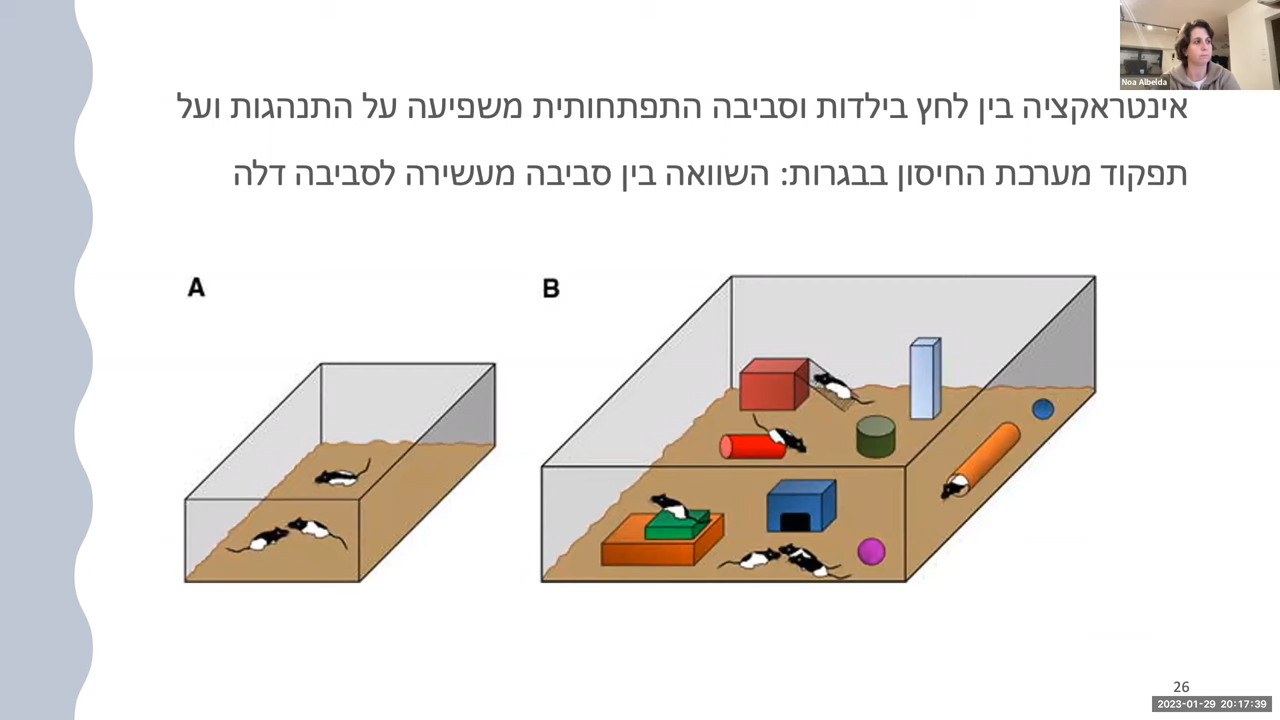 Noa Albelda
אינטראקציה בין לחץ בילדות וסביבה התפתחותית משפיעה על התנהגות ועל
תפקוד מערכת החיסון בבגרות: השוואה בין סביבה מעשירה לסביבה דלה
A
B
26
2023-01-29 20:17:39